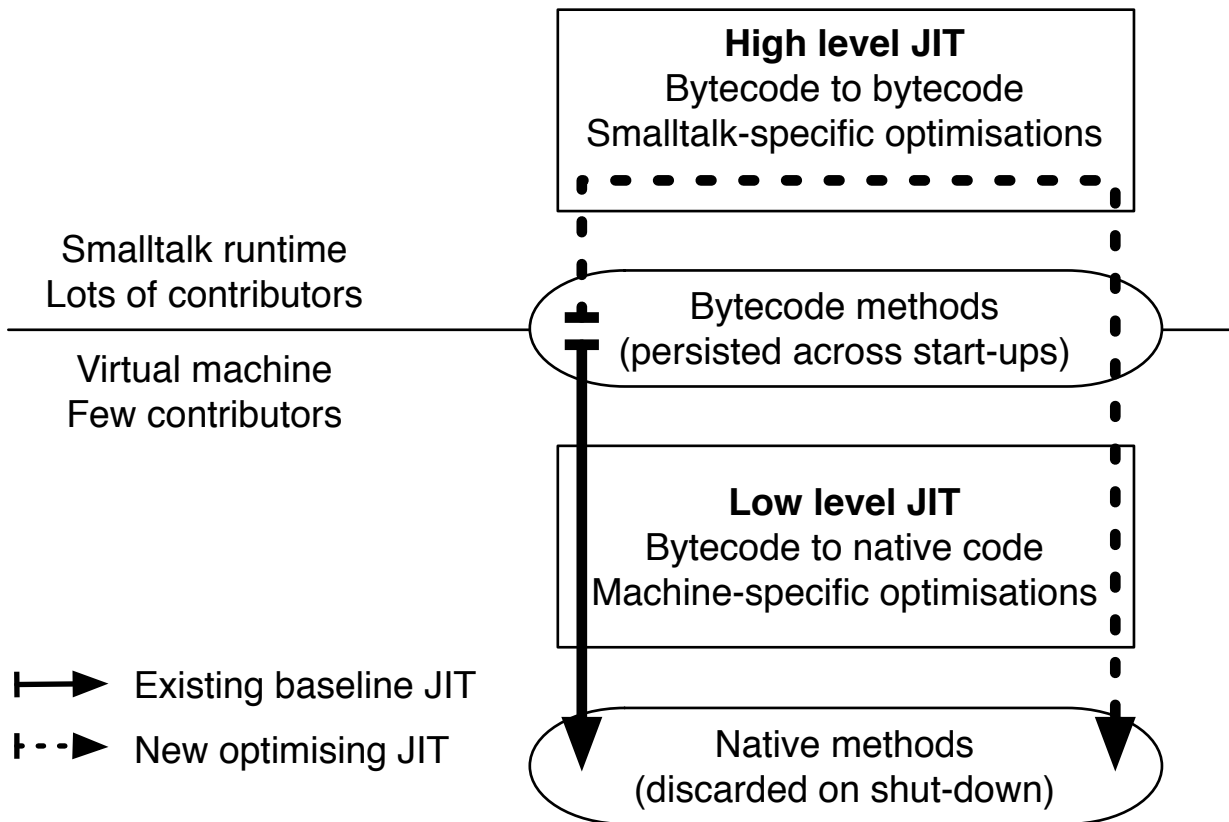 High level JIT
Bytecode to bytecode
Smalltalk-specific optimisations
Smalltalk runtime
Lots of contributors
Bytecode methods
(persisted across start-ups)
Virtual machine
Few contributors
Low level JIT
Bytecode to native code
Machine-specific optimisations
Existing baseline JIT
New optimising JIT
Native methods
(discarded on shut-down)